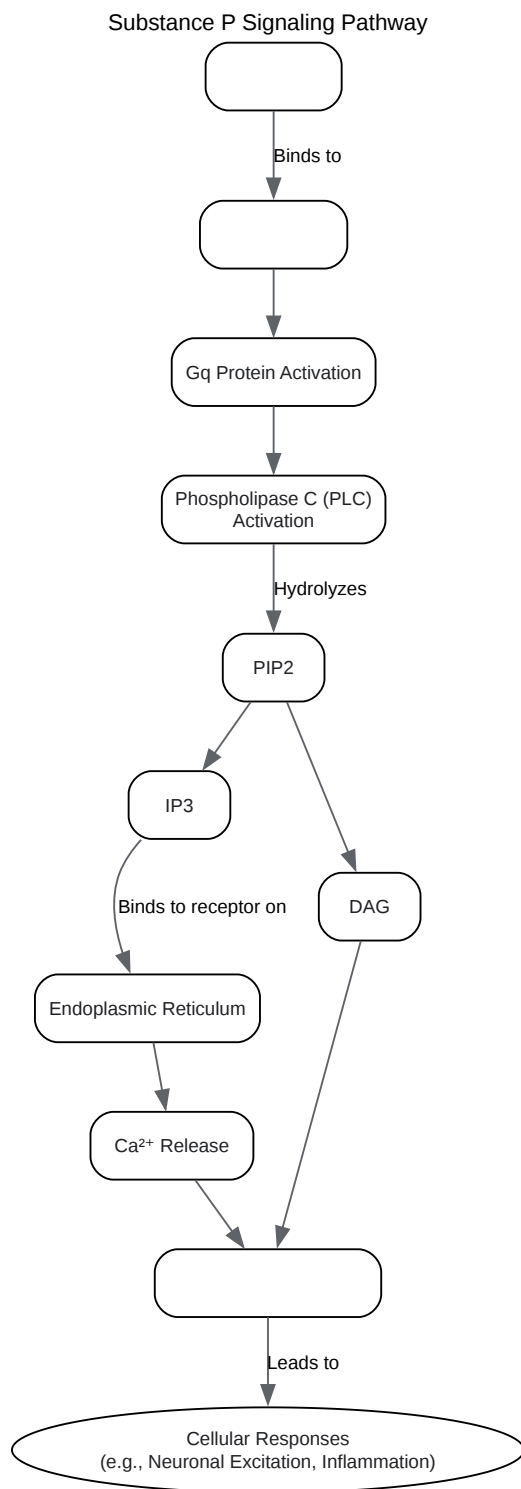 Substance P Signaling Pathway
Binds to
Gq Protein Activation
Phospholipase C (PLC)
Activation
Hydrolyzes
PIP2
IP3
Binds to receptor on
DAG
Endoplasmic Reticulum
Ca²⁺ Release
Leads to
Cellular Responses
(e.g., Neuronal Excitation, Inflammation)